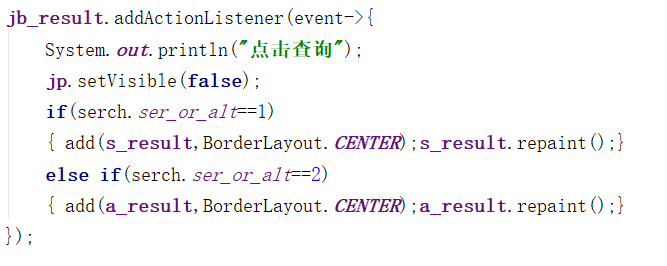 jb_result.addActionListener(event->{
System.out.println("点击查询");
jp.setVisible(false);
if(serch.ser_or_alt==1)
{ add(s_result,BorderLayout.CENTER);s_result.repaint();}
else if(serch.ser_or_alt==2)
{ add(a_result,BorderLayout.CENTER);a_result.repaint();}
});